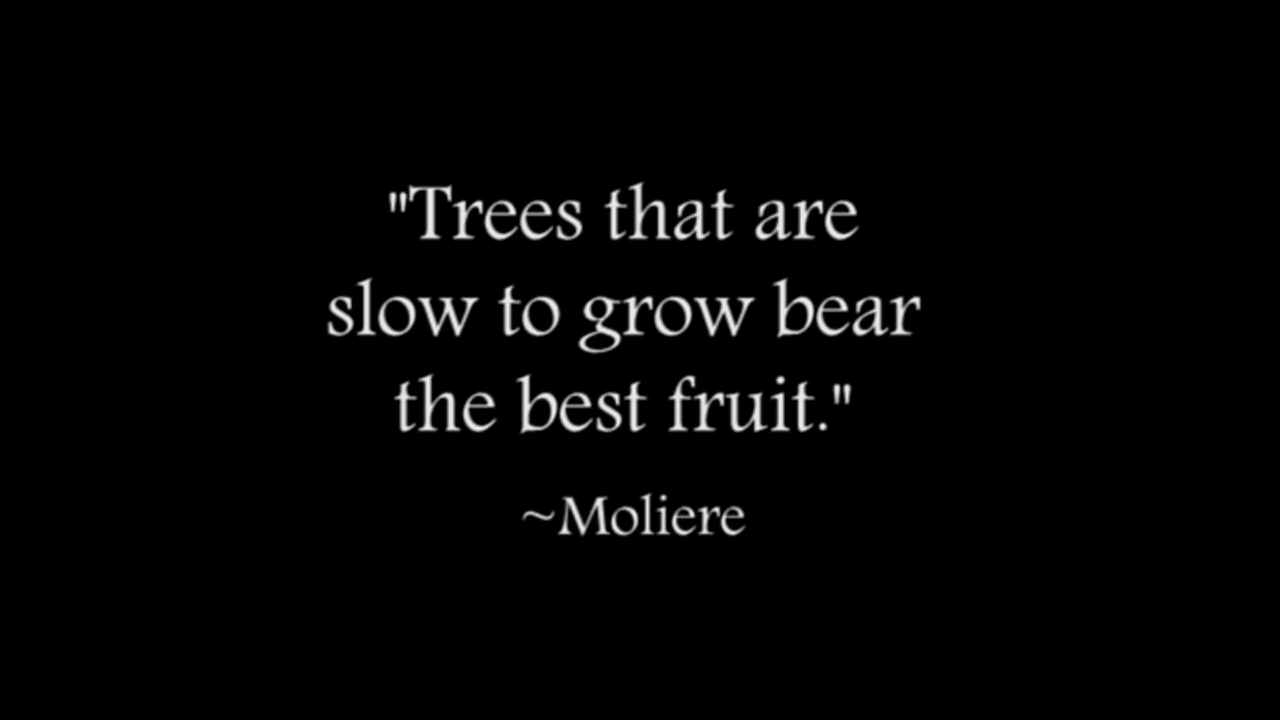 "Trees that are
slow to grow bear
the best fruit."
~Moliere